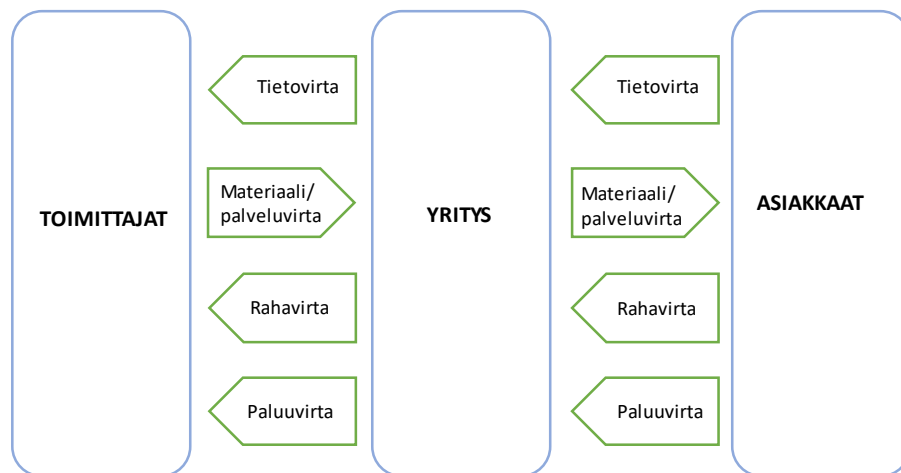 Tietovirta
Tietovirta
Materiaali/
palveluvirta
Materiaali/
palveluvirta
TOIMITTAJAT
YRITYS
ASIAKKAAT
Rahavirta
Rahavirta
Paluuvirta
Paluuvirta